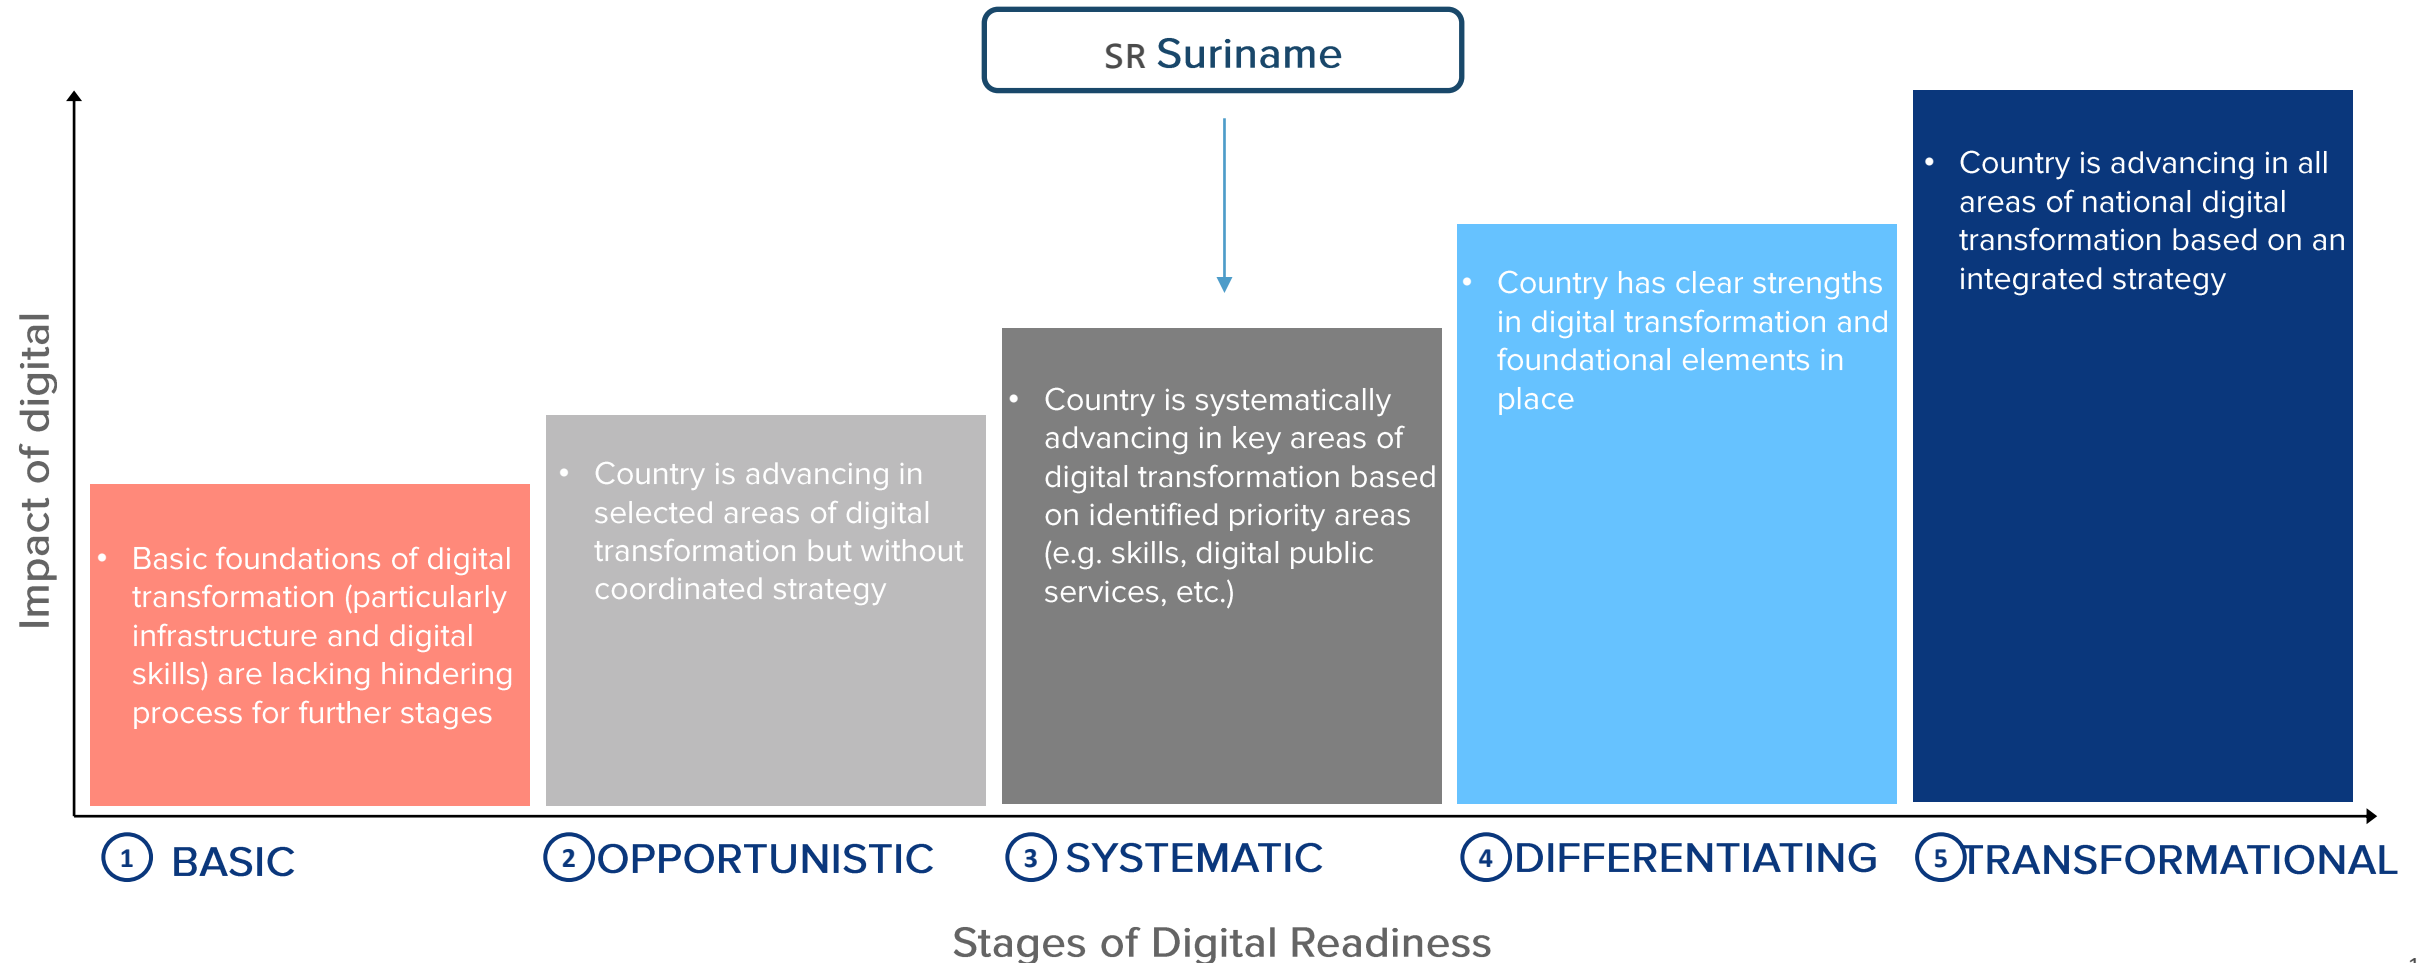 SR Suriname
Impact of digital
• Basic foundations of digital
transformation (particularly
infrastructure and digital
skills) are lacking hindering
process for further stages
• Country is advancing in
selected areas of digital
transformation but without
coordinated strategy
• Country is systematically
advancing in key areas of
digital transformation based
on identified priority areas
(e.g. skills, digital public
services, etc.)
• Country has clear strengths
in digital transformation and
foundational elements in
place
• Country is advancing in all
areas of national digital
transformation based on an
integrated strategy
1 BASIC
2 OPPORTUNISTIC
3 SYSTEMATIC
4 DIFFERENTIATING
5 TRANSFORMATIONAL
Stages of Digital Readiness